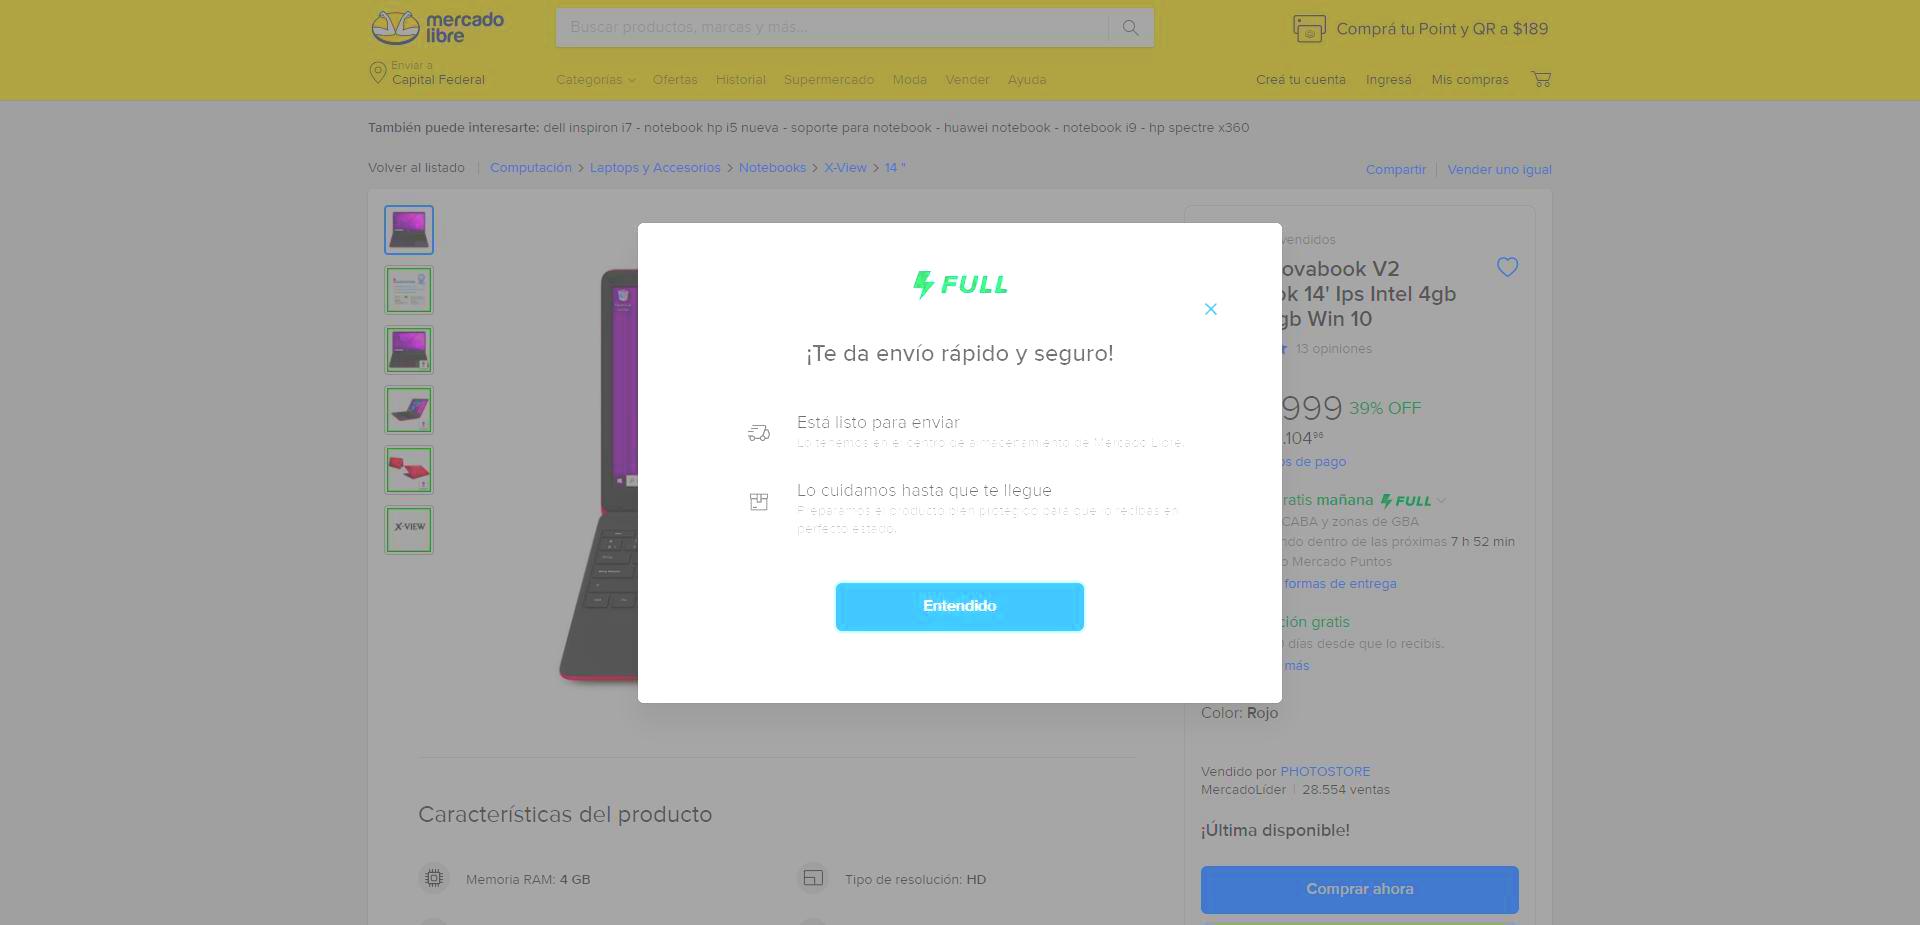 mercado
libre
Buscar productos, marcas y más...
Comprá tu Point y QR a $189
Enviar a
Capital Federal
Categorías Ofertas Historial Supermercado Moda Vender Ayuda
Creá tu cuenta Ingresá Mis compras
También puede interesarte: dell inspiron i7 - notebook hp i5 nueva - soporte para notebook - huawei notebook - notebook i9 - hp spectre x360
Volver al listado | Computación > Laptops y Accesorios > Notebooks > X-View > 14 "
Compartir | Vender uno igual
X-VIEW
FULL
¡Te da envío rápido y seguro!
Está listo para enviar
Lo tenemos en el centro de almacenamiento de Mercado Libre.
Lo cuidamos hasta que te llegue
Preparamos el producto bien protegido para que lo recibas en
perfecto estado.
Entendido
vendidos
ovabook V2
ok 14' Ips Intel 4gb
gb Win 10
13 opiniones
999 39% OFF
.104⁹⁶
os de pago
gratis mañana FULL
CABA y zonas de GBA
ndo dentro de las próximas 7 h 52 min
o Mercado Puntos
formas de entrega
ción gratis
días desde que lo recibís.
más
Color: Rojo
Vendido por PHOTOSTORE
MercadoLíder | 28.554 ventas
¡Última disponible!
Comprar ahora
Características del producto
Memoria RAM: 4 GB
Tipo de resolución: HD